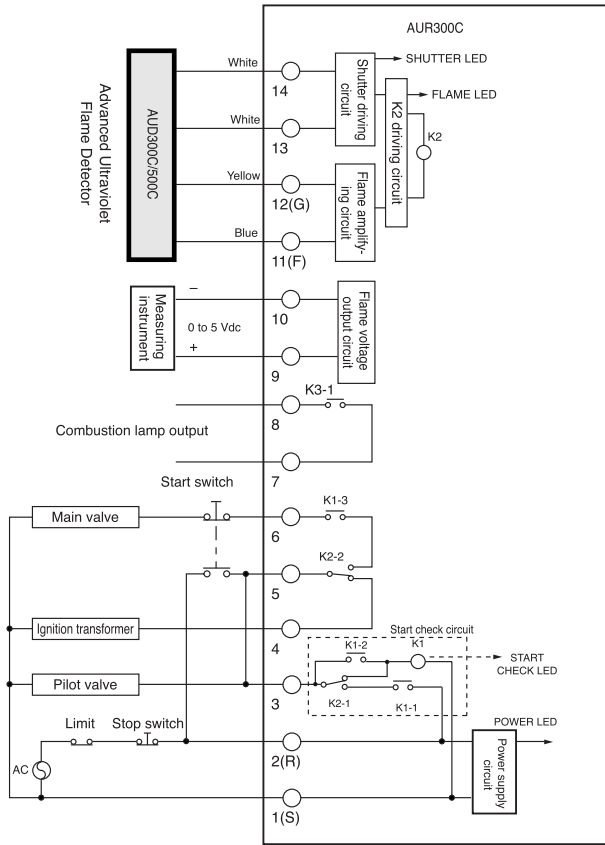 AUR300C
White
14
SHUTTER LED
Shutter driving
circuit
FLAME LED
K2 driving circuit
K2
Advanced Ultraviolet
Flame Detector
AUD300C/500C
White
13
Yellow
12(G)
Flame amplify-
ing circuit
Blue
11(F)
Measuring
instrument
−
10
0 to 5 Vdc
Flame voltage
output circuit
+
9
K3-1
8
Combustion lamp output
7
Start switch
K1-3
Main valve
6
K2-2
5
Ignition transformer
4
Start check circuit
K1-2
K1
START
CHECK LED
Pilot valve
3
K2-1
K1-1
Limit
Stop switch
POWER LED
2(R)
Power supply
circuit
AC
1(S)